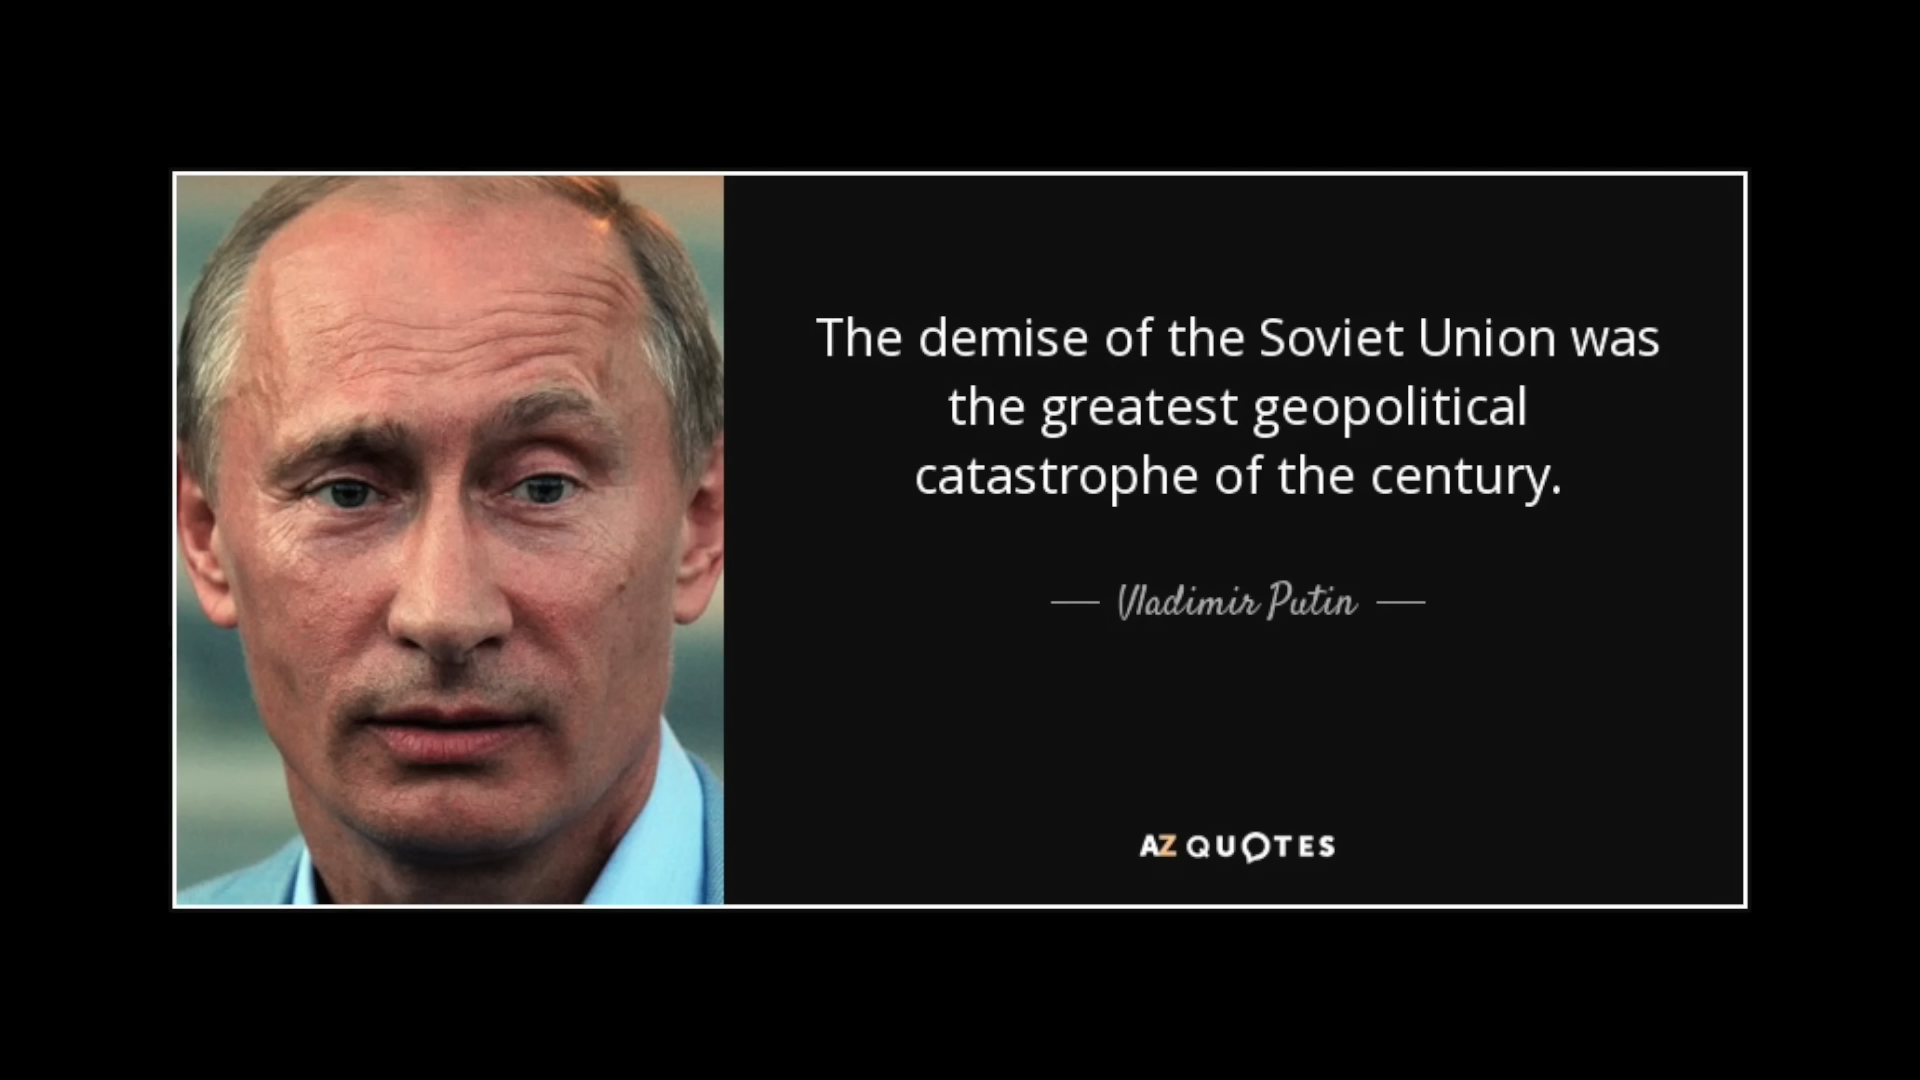 The demise of the Soviet Union was
the greatest geopolitical
catastrophe of the century.
Vladimir Putin
AZ QUOTES